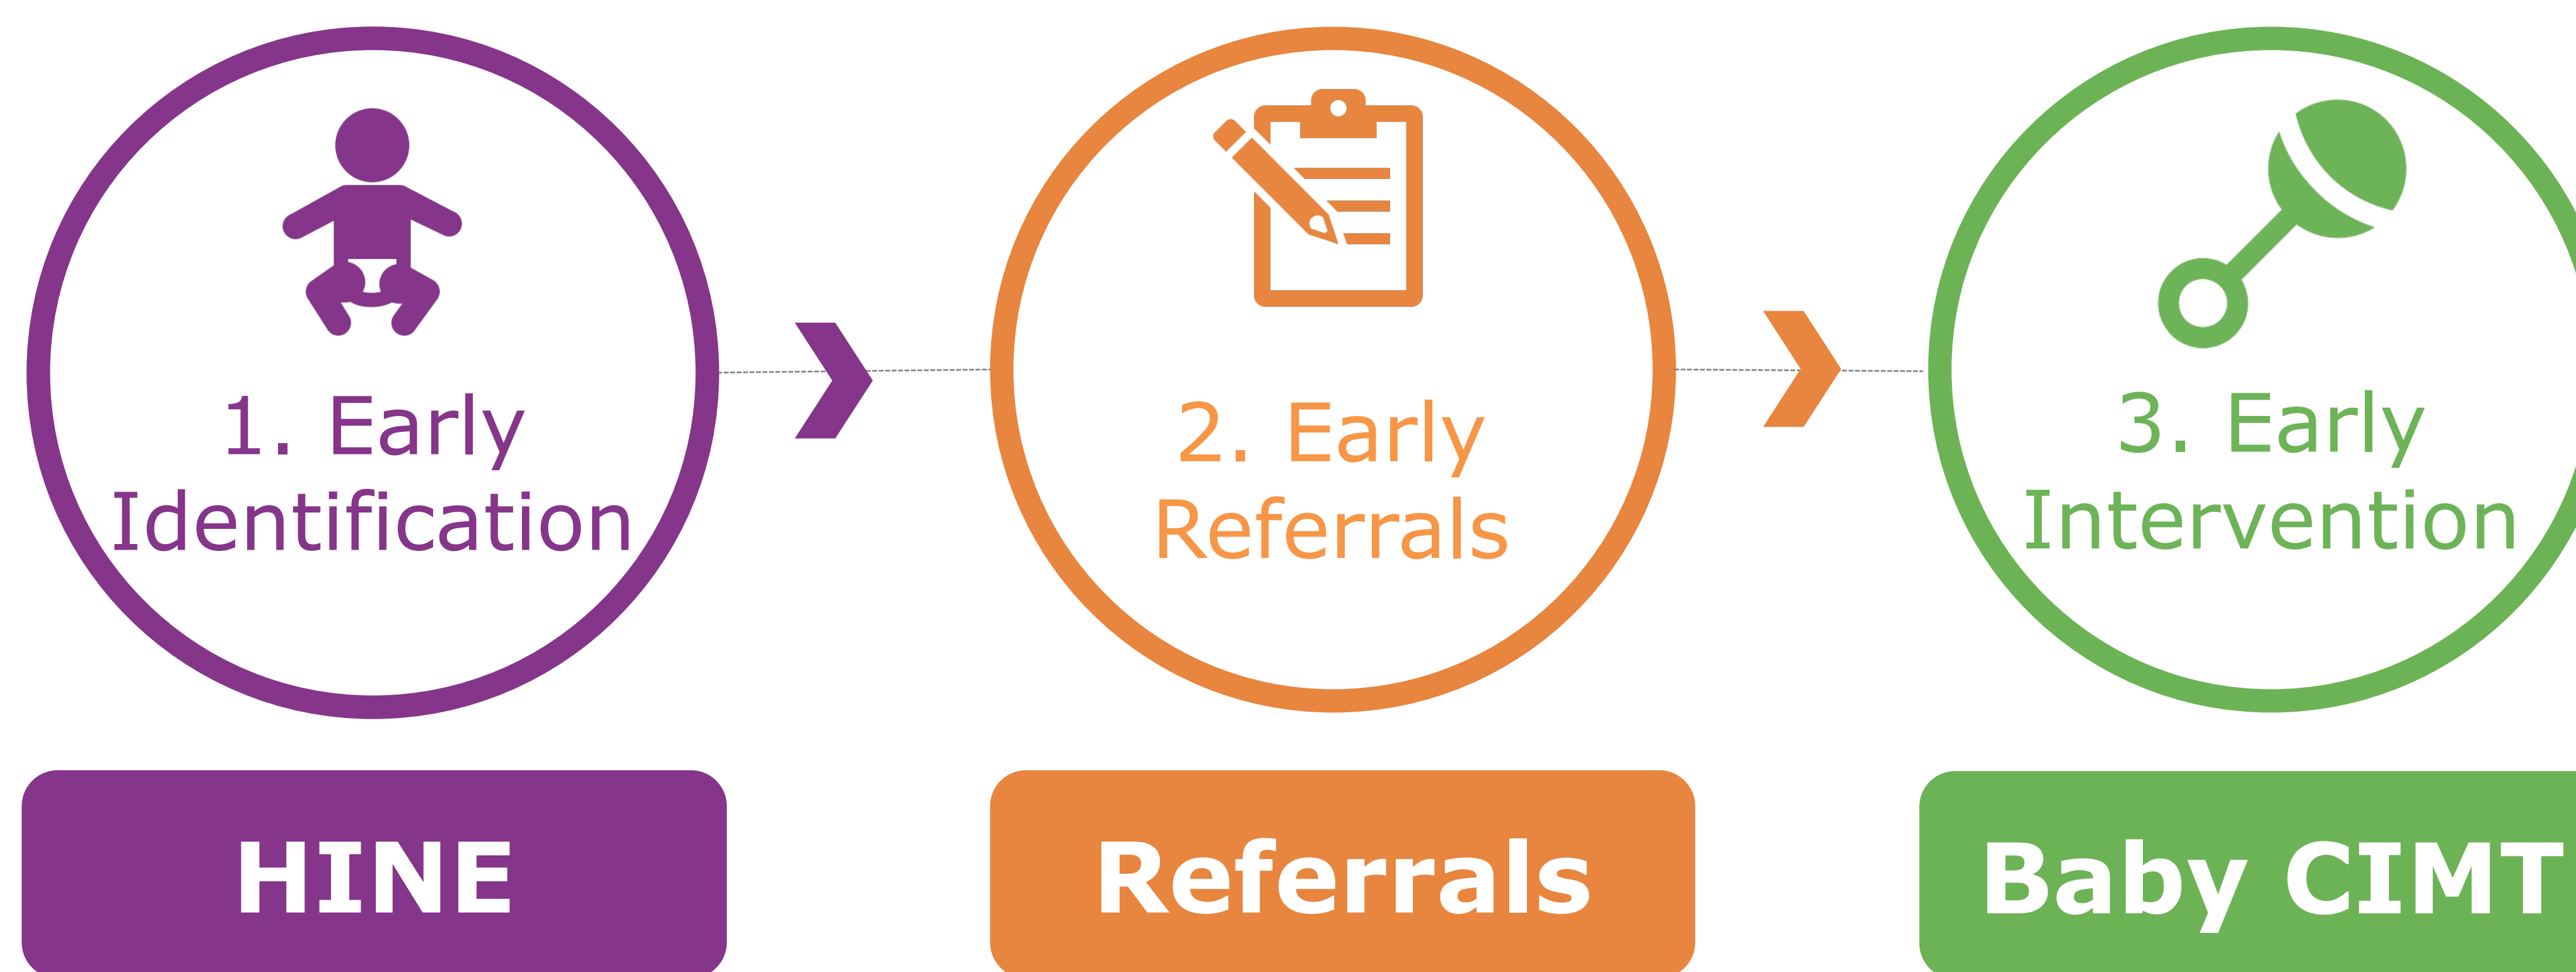 1. Early
Identification
2. Early
Referrals
3. Early
Intervention
HINE
Referrals
Baby CIMT